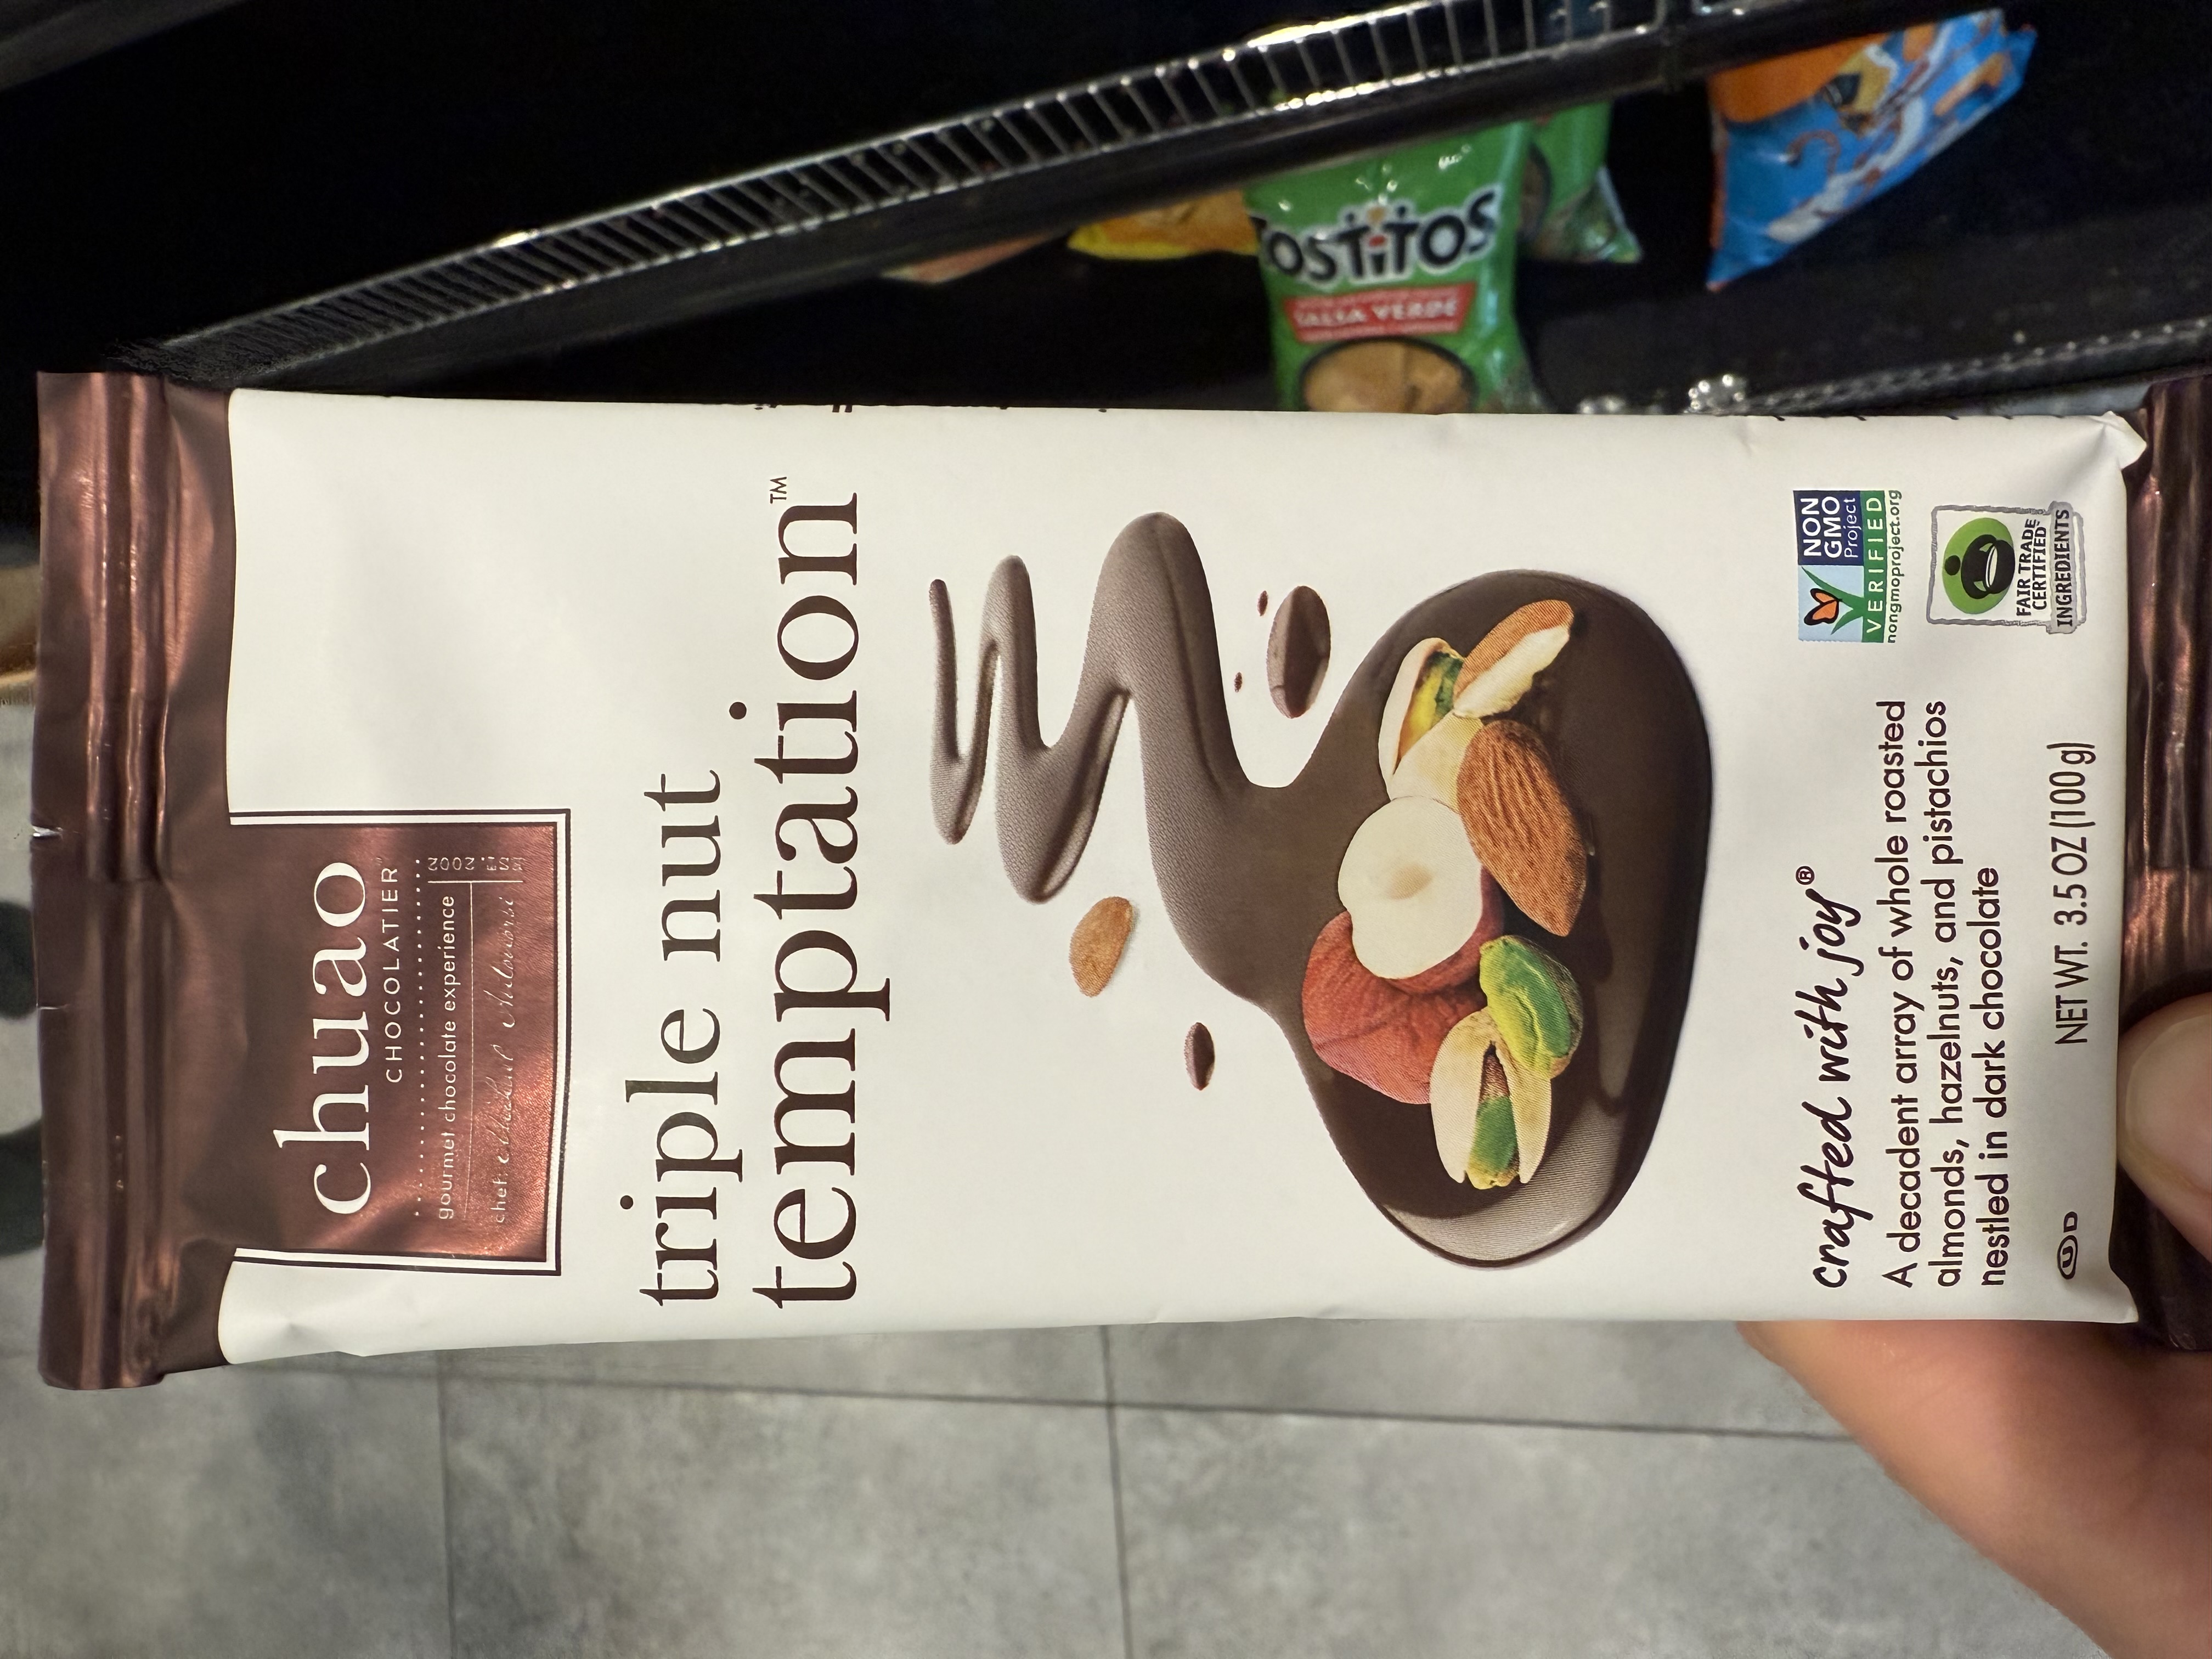 chuao
CHOCOLATIER
gourmet chocolate experience
EST. 2002
chef
triple nut
temptation™
crafted with joy®
A decadent array of whole roasted
almonds, hazelnuts, and pistachios
nestled in dark chocolate
U D
NET WT. 3.5 OZ (100 g)
NON
GMO
Project
VERIFIED
nongmoproject.org
FAIR TRADE
CERTIFIED
INGREDIENTS
TOSTiTOS
SALSA VERDE